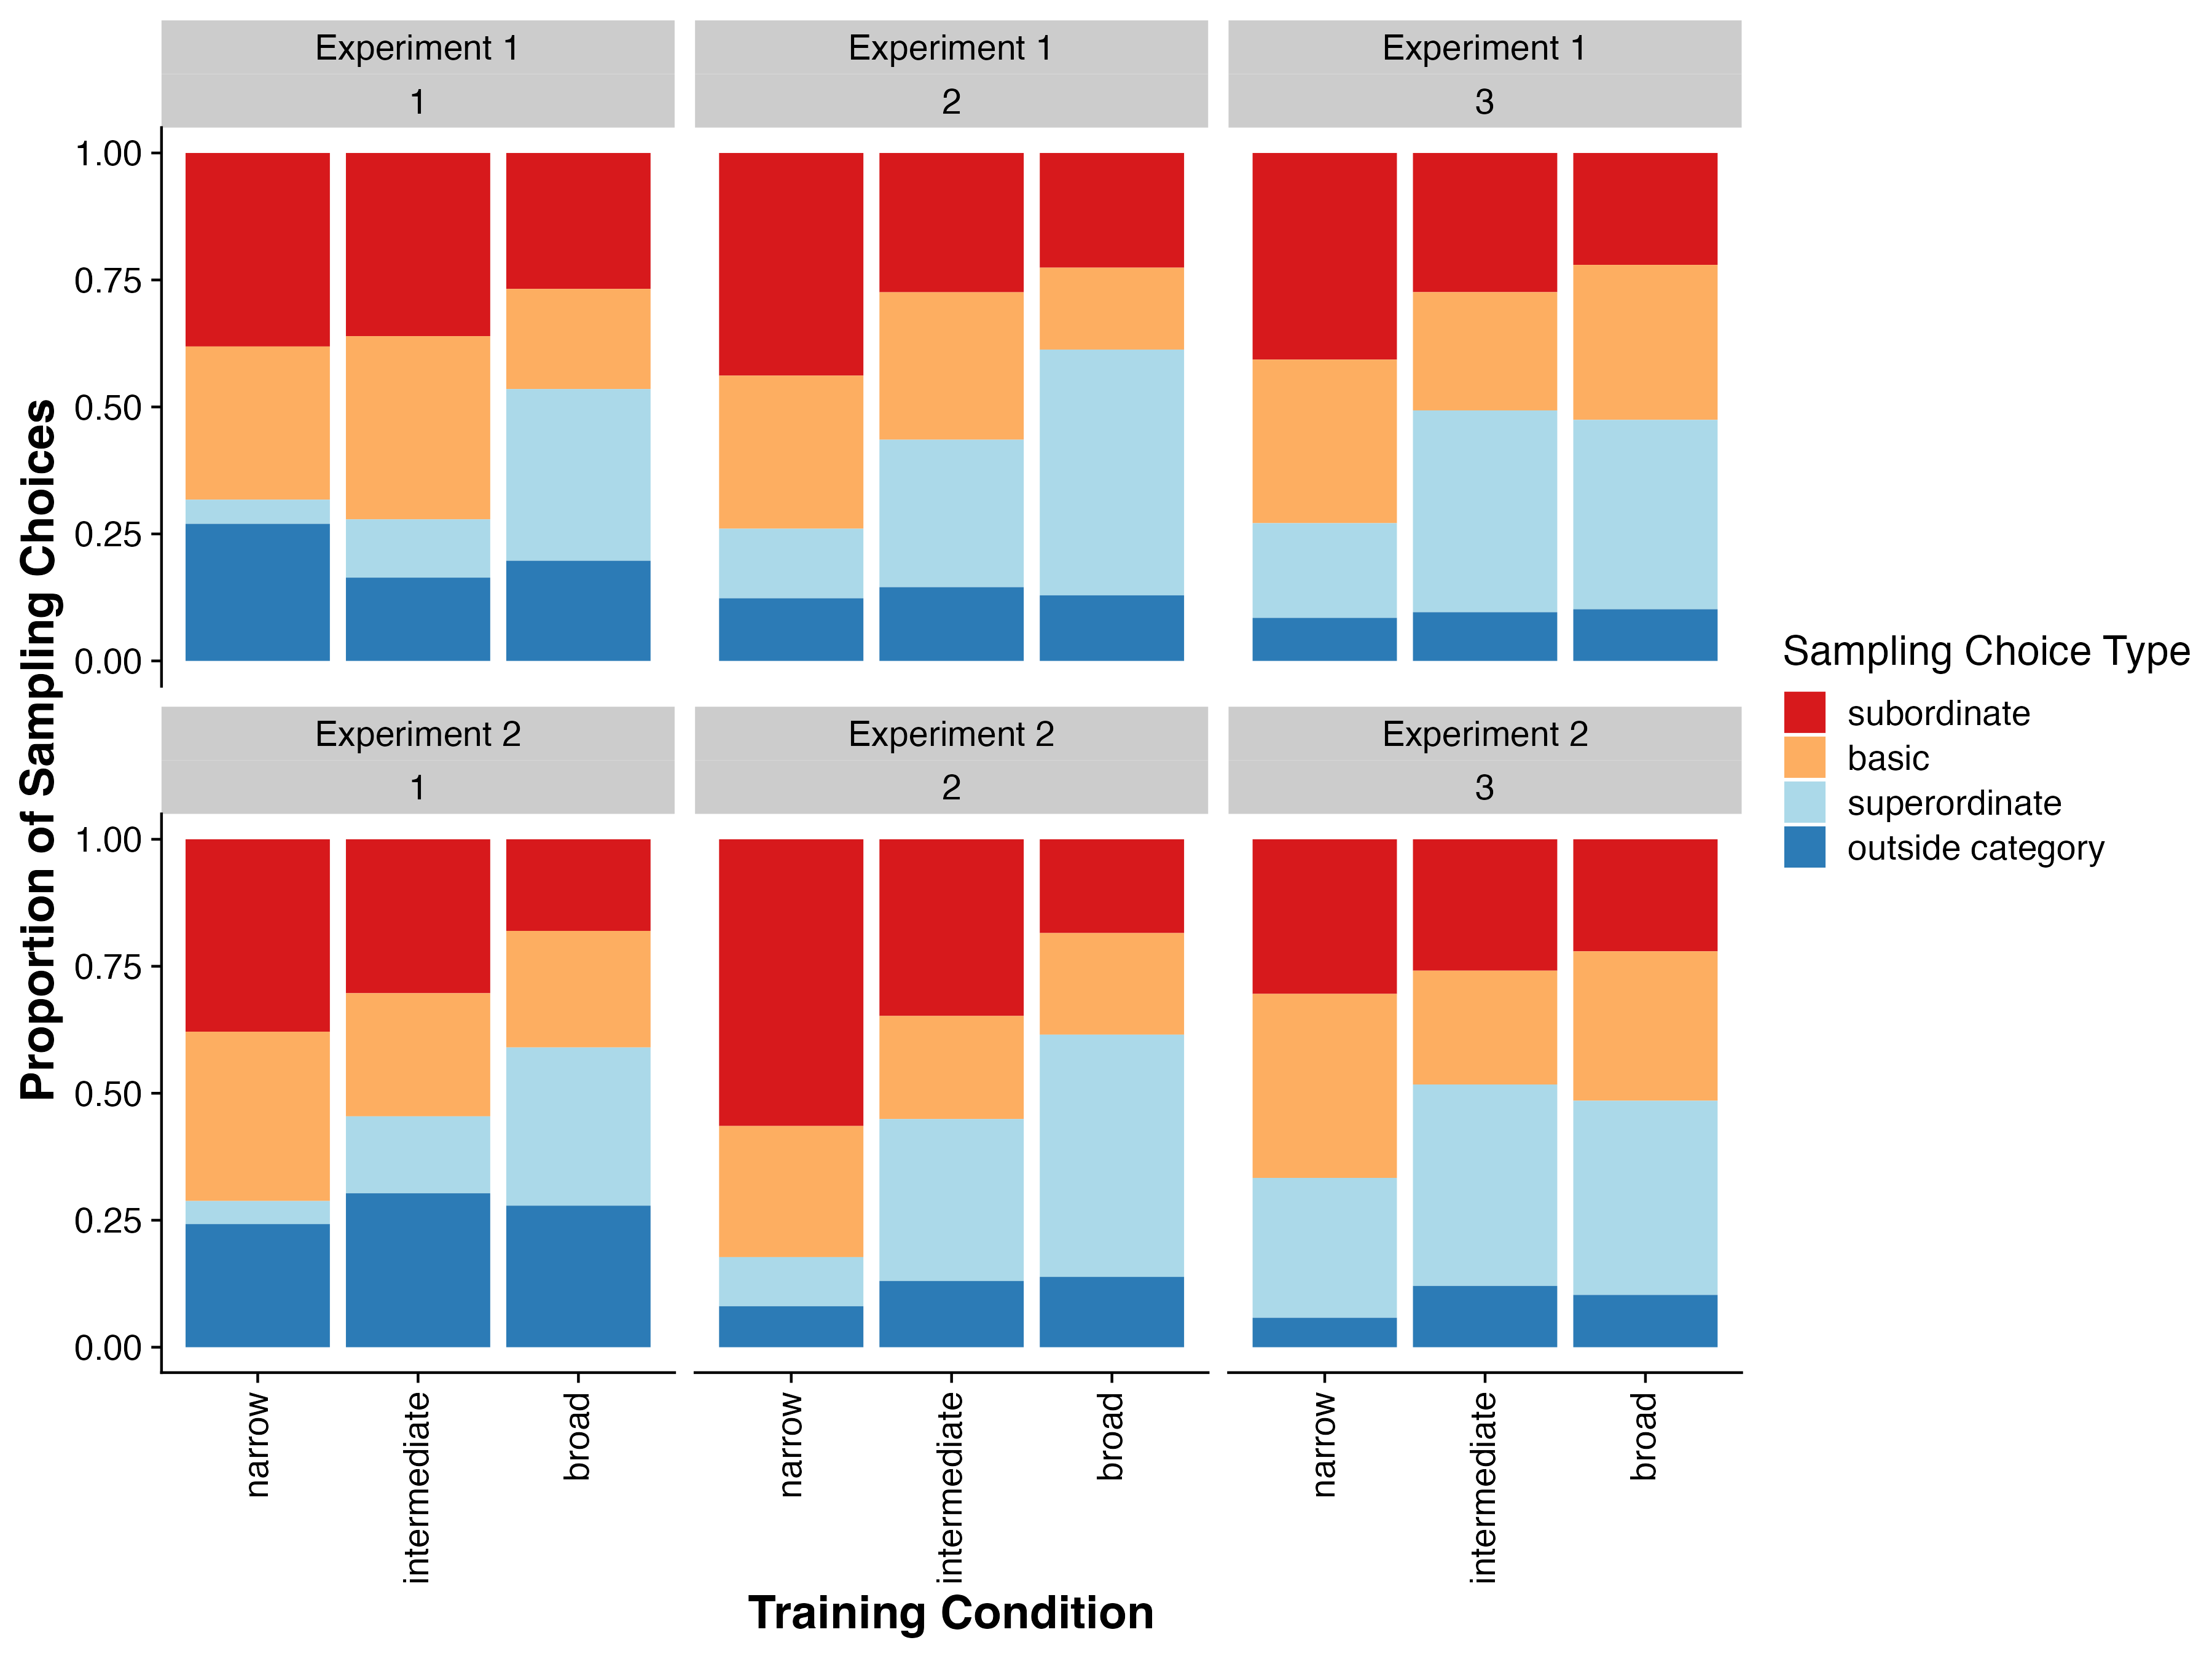 Experiment 1
Experiment 1
Experiment 1
1
2
3
1.00
0.75
0.50
0.25
0.00
Proportion of Sampling Choices
Experiment 2
Experiment 2
Experiment 2
1
2
3
1.00
0.75
0.50
0.25
0.00
narrow
intermediate
broad
narrow
intermediate
broad
narrow
intermediate
broad
Training Condition
Sampling Choice Type
subordinate
basic
superordinate
outside category